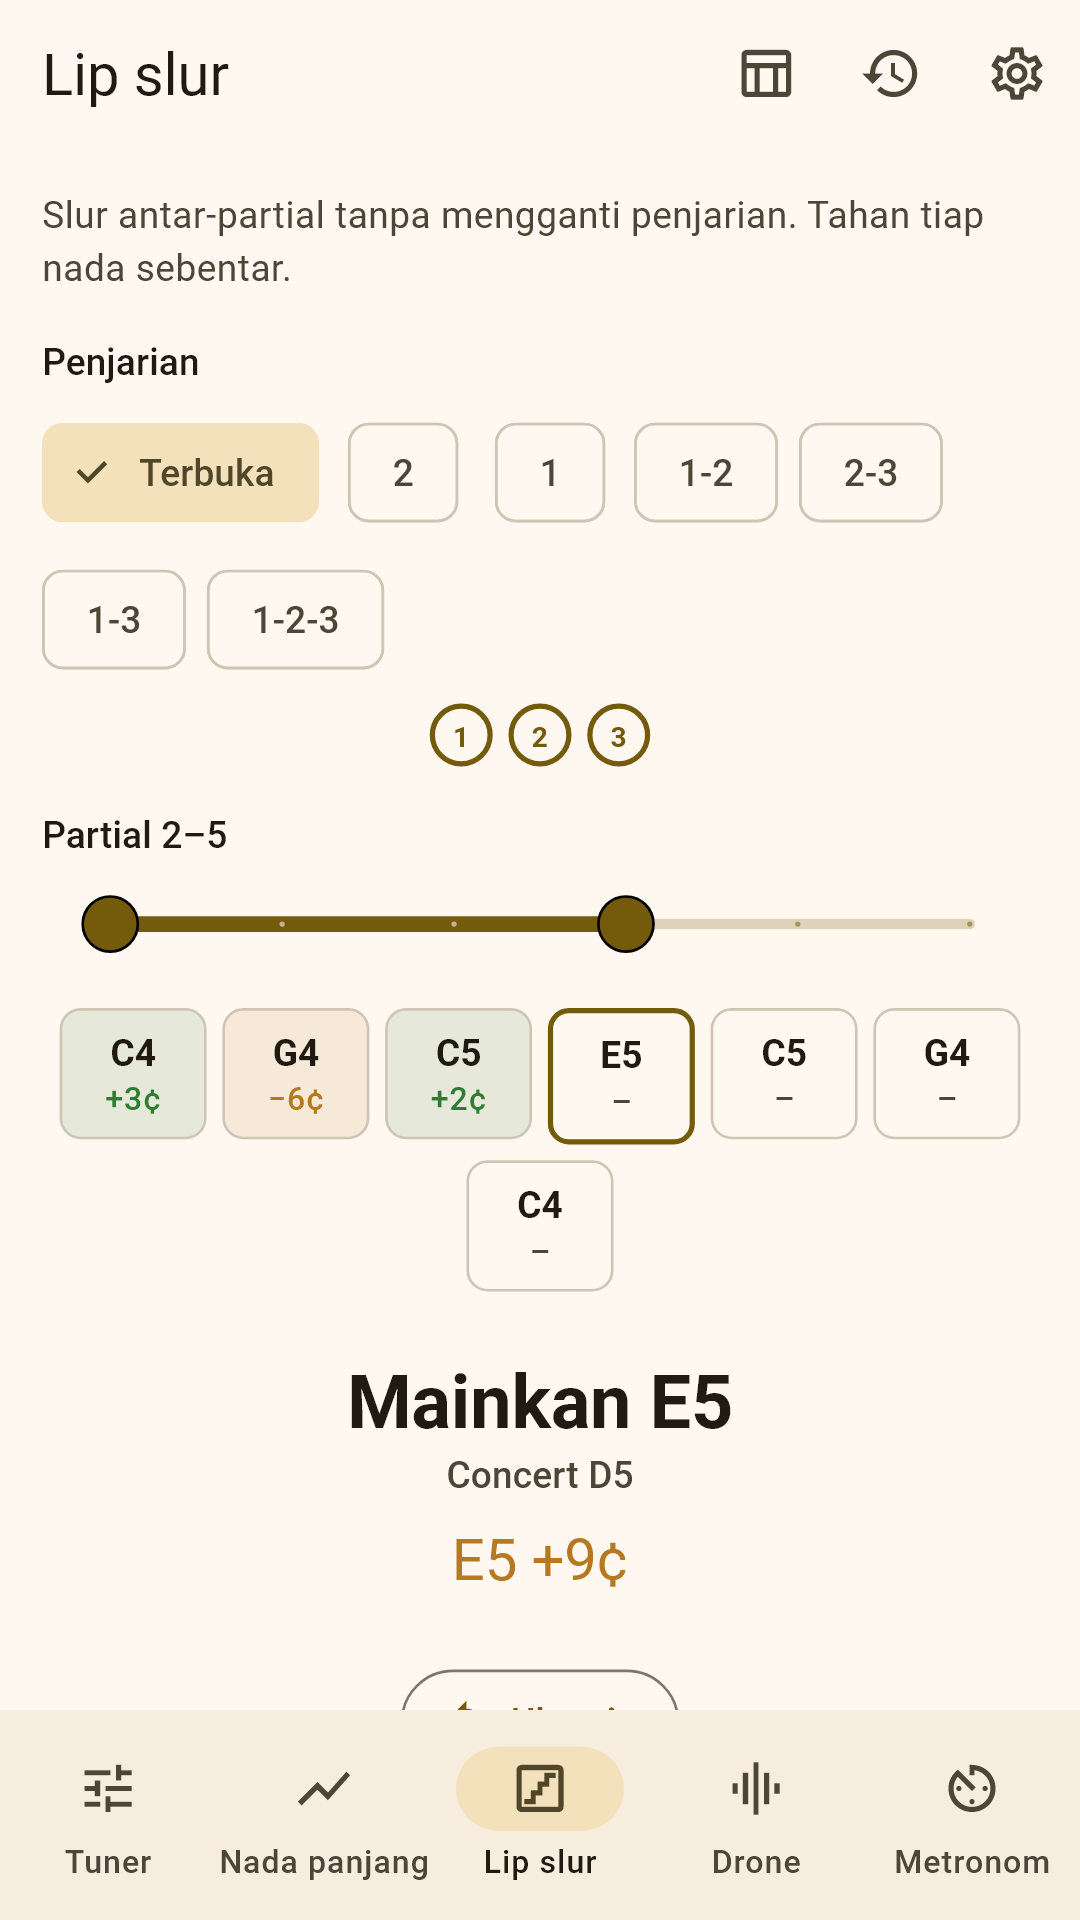 Lip slur
Slur antar-partial tanpa mengganti penjarian. Tahan tiap
nada sebentar.
Penjarian
Terbuka 2 1 1-2 2-3
1-3 1-2-3
1 2 3
Partial 2–5
C4 G4 C5 E5 C5 G4
+3¢ −6¢ +2¢ – – –
C4
–
Mainkan E5
Concert D5
E5 +9¢
Tuner Nada panjang Lip slur Drone Metronom